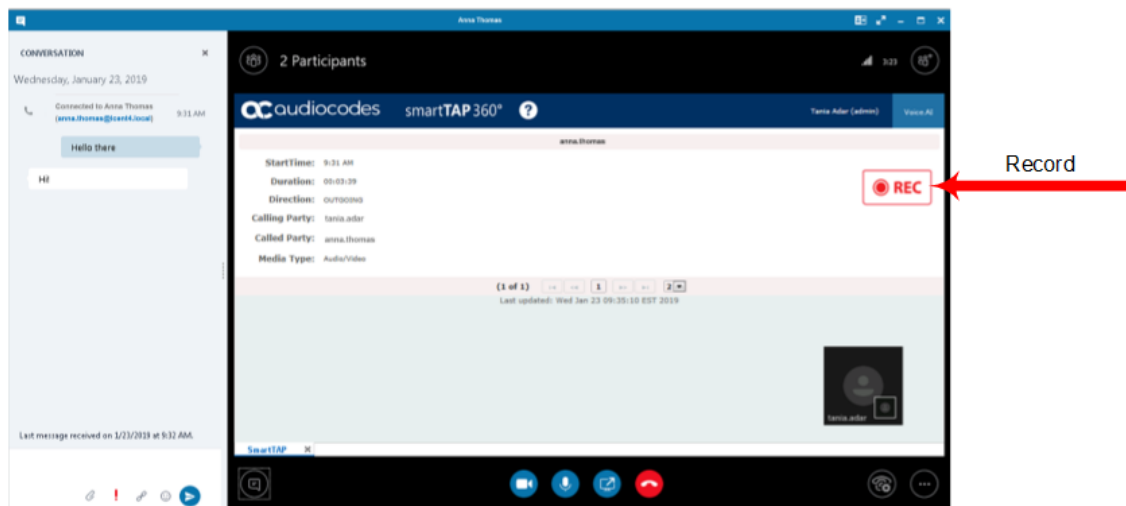 Anna Thomas
CONVERSATION
Wednesday, January 23, 2019
Connected to Anna Thomas
(anna.thomas@loant4.local)
9:31 AM
Hello there
Hi!
Last message received on 1/23/2019 at 9:32 AM.
2 Participants
3:23
audiocodes smartTAP 360° ?
Tania Adar (admin)
Voice.AI
anna.thomas
StartTime: 9:31 AM
Duration: 00:03:39
Direction: OUTGOING
Calling Party: tania.adar
Called Party: anna.thomas
Media Type: Audio/Video
REC
Record
(1 of 1) 1 2
Last updated: Wed Jan 23 09:35:10 EST 2019
tania.adar
SmartTAP